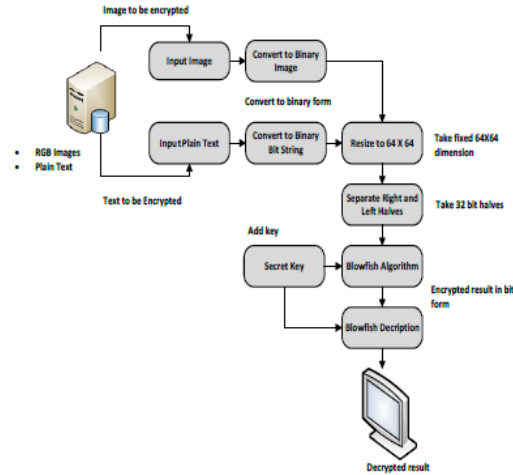 Image to be encrypted
Input Image
Convert to Binary
Image
Convert to binary form
Input Plain Text
Convert to Binary
Bit String
Resize to 64 X 64
Take fixed 64X64
dimension
• RGB Images
• Plain Text
Text to be Encrypted
Separate Right and
Left Halves
Take 32 bit halves
Add key
Secret Key
Blowfish Algorithm
Encrypted result in bit
form
Blowfish Decription
Decrypted result